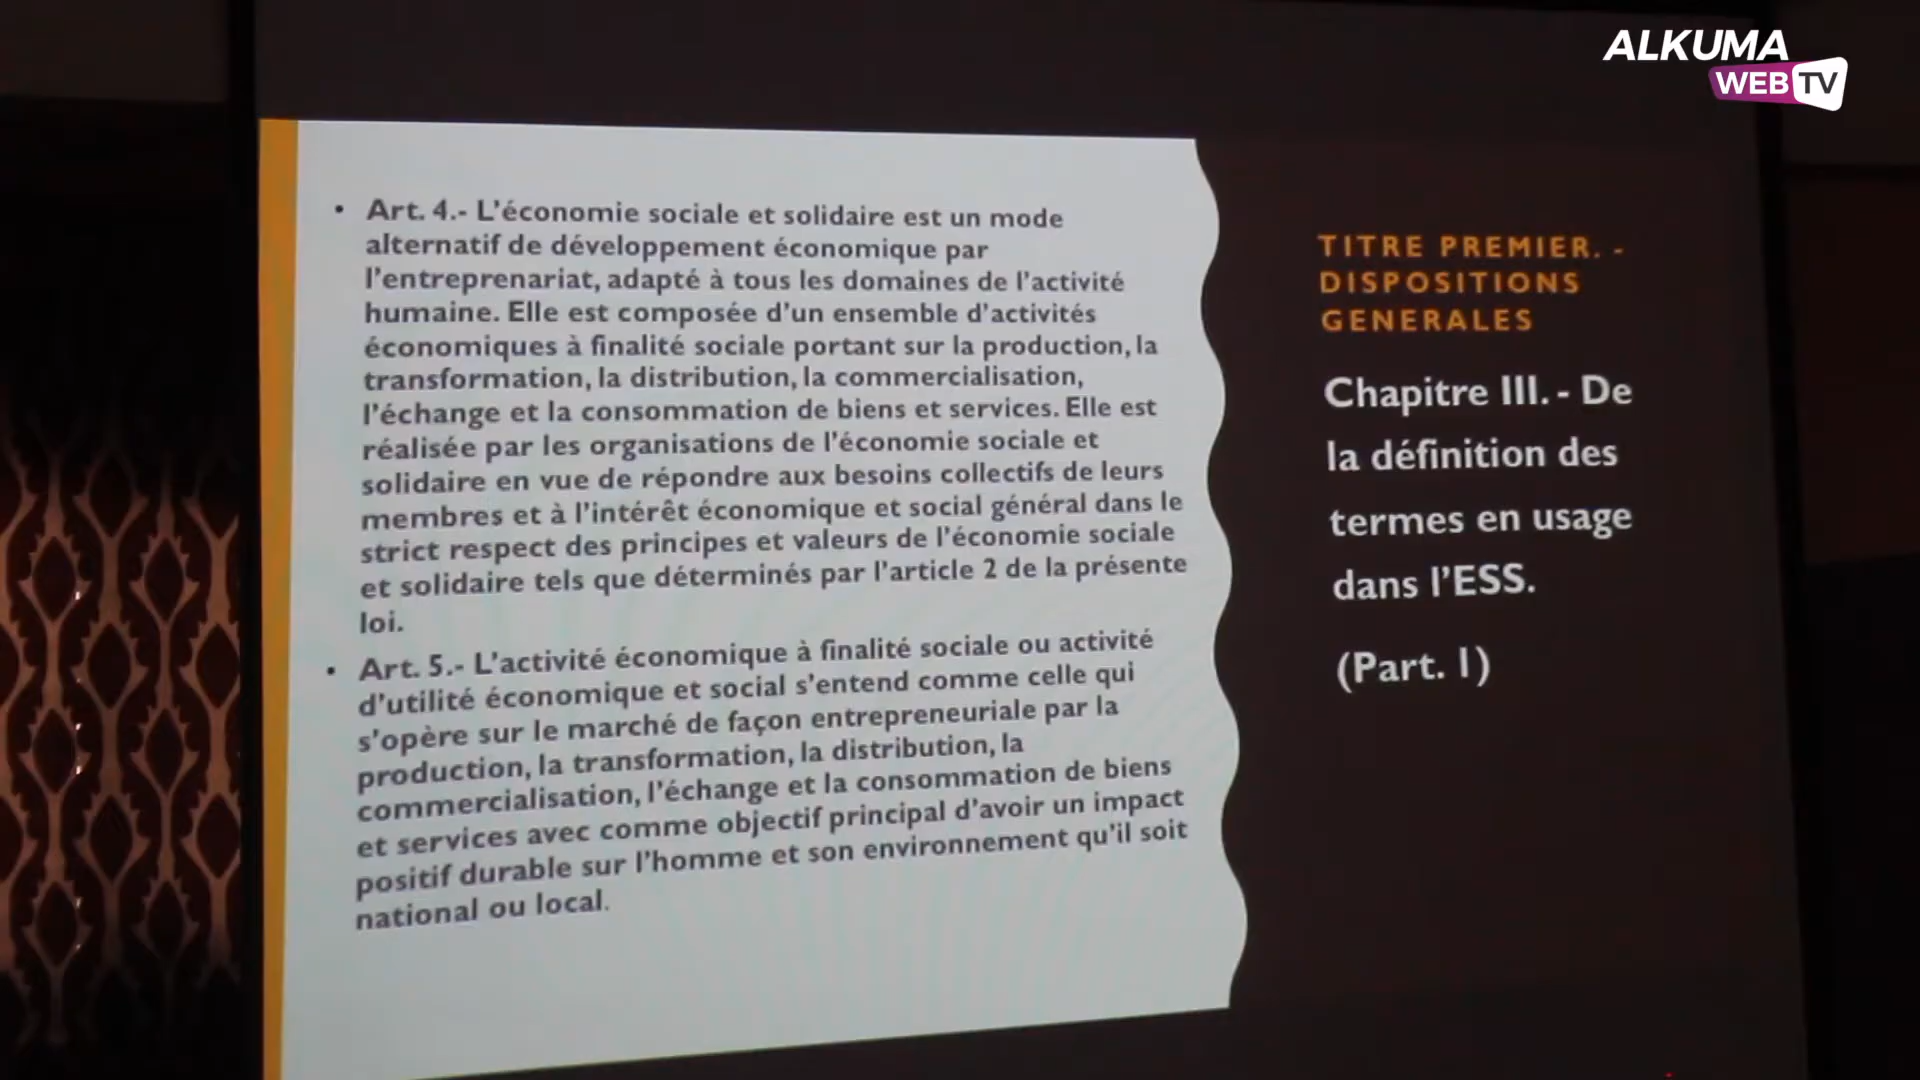 ALKUMA
WEB TV
• Art. 4.- L'économie sociale et solidaire est un mode
alternatif de développement économique par
l'entreprenariat, adapté à tous les domaines de l'activité
humaine. Elle est composée d'un ensemble d'activités
économiques à finalité sociale portant sur la production, la
transformation, la distribution, la commercialisation,
l'échange et la consommation de biens et services. Elle est
réalisée par les organisations de l'économie sociale et
solidaire en vue de répondre aux besoins collectifs de leurs
membres et à l'intérêt économique et social général dans le
strict respect des principes et valeurs de l'économie sociale
et solidaire tels que déterminés par l'article 2 de la présente
loi.
• Art. 5.- L'activité économique à finalité sociale ou activité
d'utilité économique et social s'entend comme celle qui
s'opère sur le marché de façon entrepreneuriale par la
production, la transformation, la distribution, la
commercialisation, l'échange et la consommation de biens
et services avec comme objectif principal d'avoir un impact
positif durable sur l'homme et son environnement qu'il soit
national ou local.
TITRE PREMIER. -
DISPOSITIONS
GENERALES
Chapitre III. - De
la définition des
termes en usage
dans l'ESS.
(Part. 1)